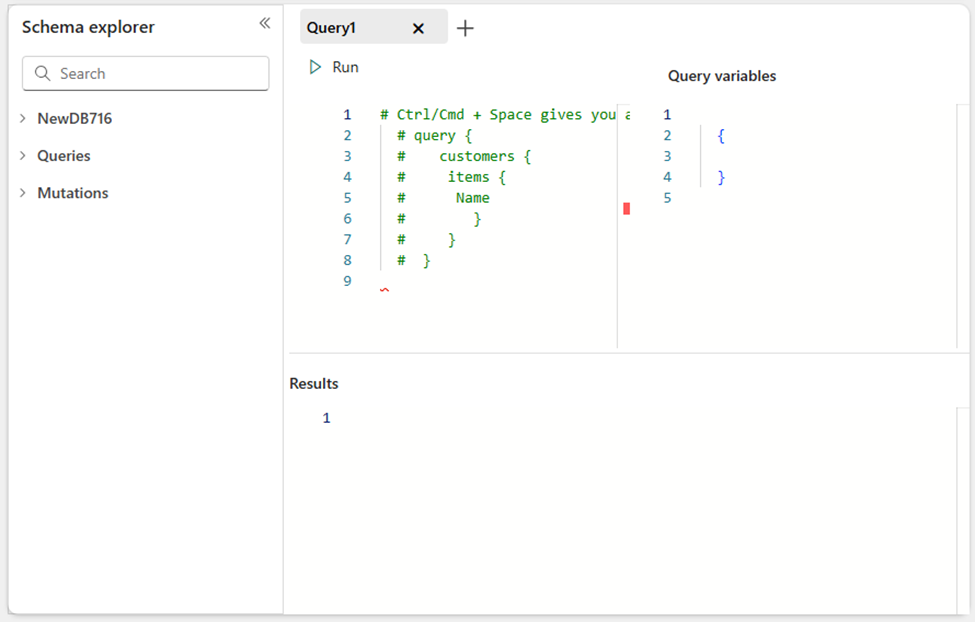 Schema explorer
Search
NewDB716
Queries
Mutations
Query1
Run
1 # Ctrl/Cmd + Space gives you a
2 # query {
3 # customers {
4 # items {
5 # Name
6 # }
7 # }
8 # }
9
Query variables
1
2 {
3
4 }
5
Results
1